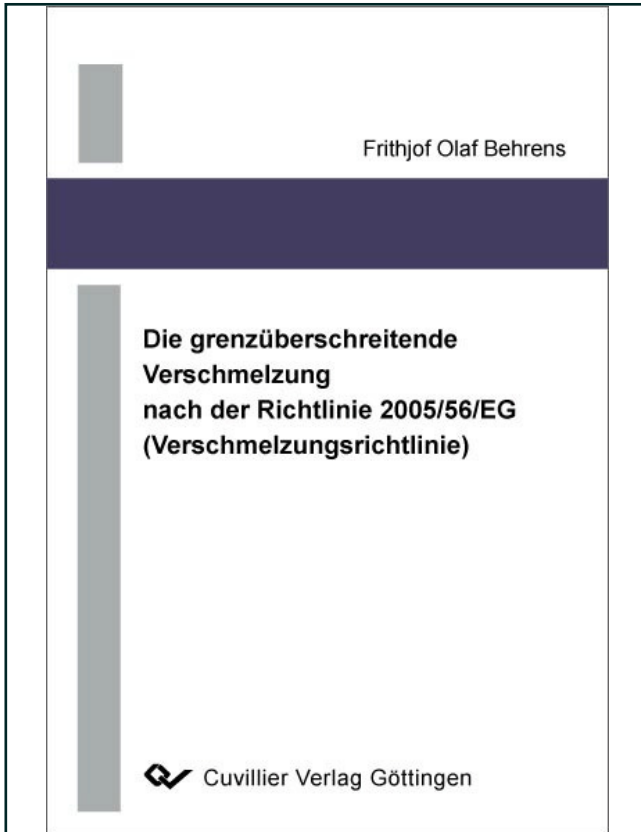 Frithjof Olaf Behrens
Die grenzüberschreitende
Verschmelzung
nach der Richtlinie 2005/56/EG
(Verschmelzungsrichtlinie)
Cuvillier Verlag Göttingen